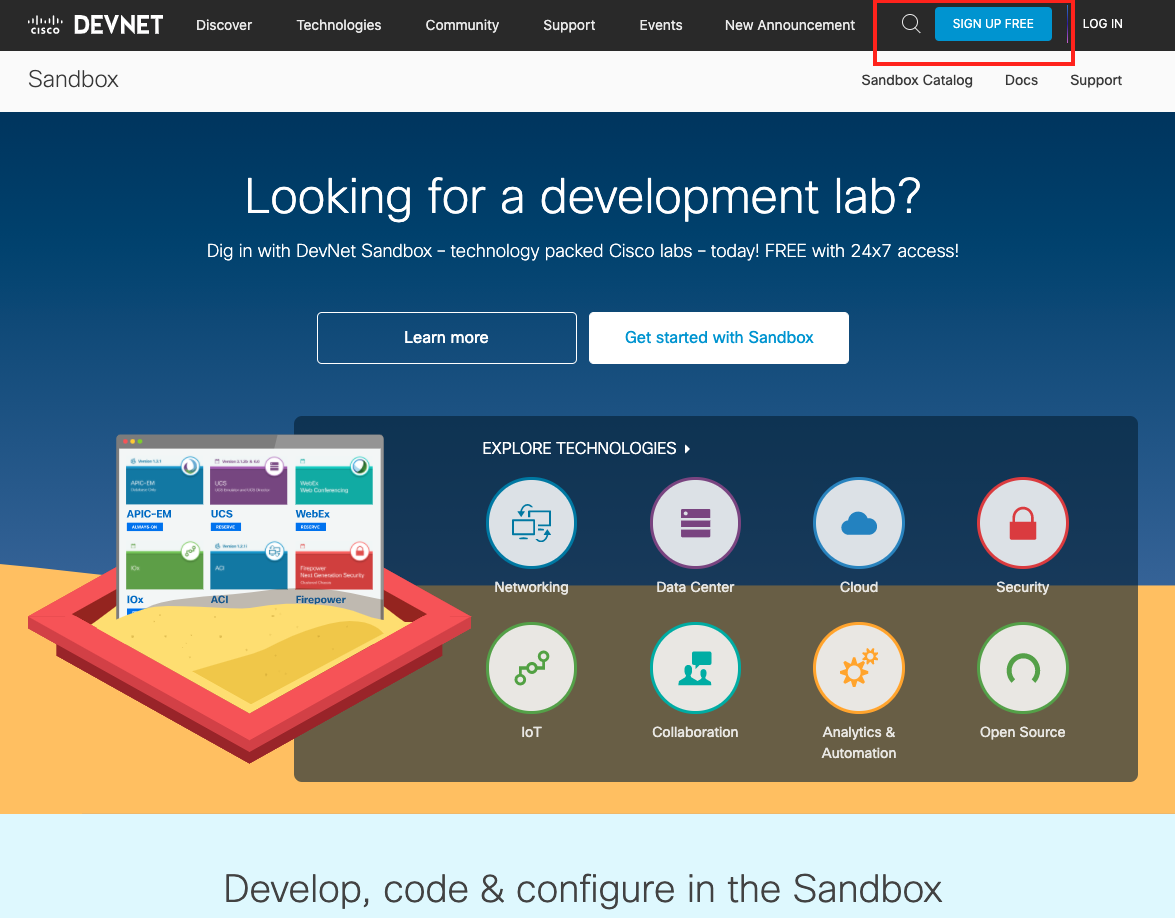 cisco DEVNET Discover Technologies Community Support Events New Announcement SIGN UP FREE LOG IN
Sandbox Sandbox Catalog Docs Support
Looking for a development lab?
Dig in with DevNet Sandbox – technology packed Cisco labs – today! FREE with 24x7 access!
Learn more Get started with Sandbox
EXPLORE TECHNOLOGIES
APIC-EM UCS WebEx
Web Conferencing
APIC-EM UCS WebEx
ALWAYS-ON RESERVE RESERVE
IOx ACI Firepower
Next Generation Security
IOx ACI Firepower
Networking Data Center Cloud Security
IoT Collaboration Analytics & Open Source
Automation
Develop, code & configure in the Sandbox